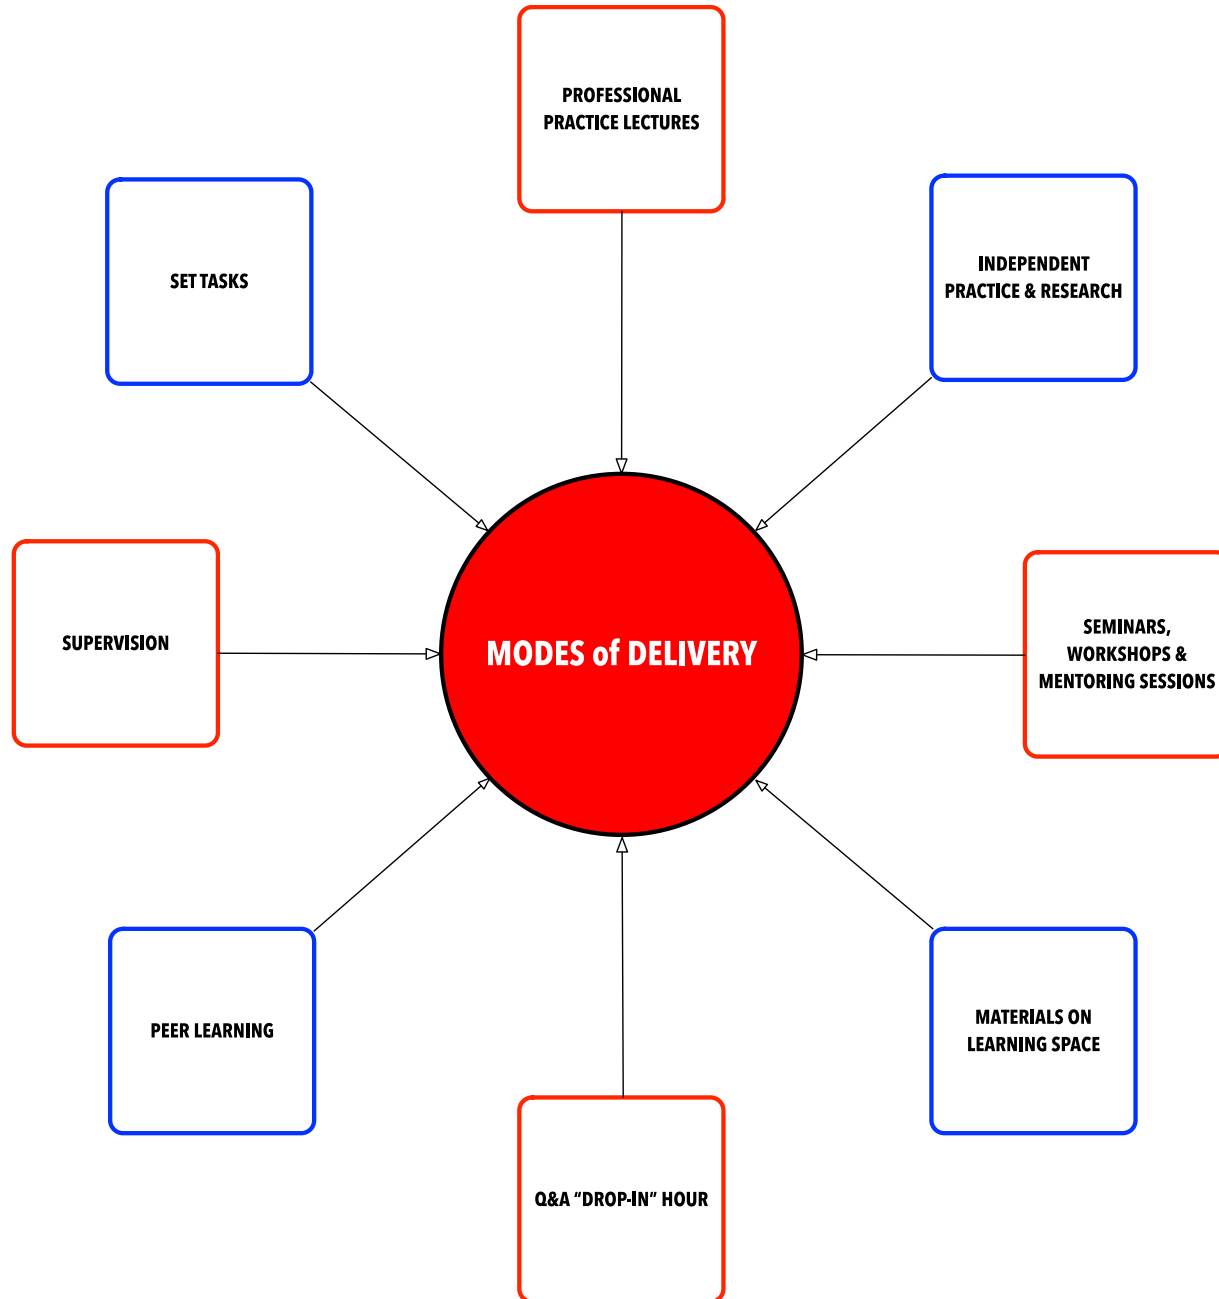 PROFESSIONAL
PRACTICE LECTURES
SET TASKS
INDEPENDENT
PRACTICE & RESEARCH
SUPERVISION
MODES of DELIVERY
SEMINARS,
WORKSHOPS &
MENTORING SESSIONS
PEER LEARNING
MATERIALS ON
LEARNING SPACE
Q&A “DROP-IN” HOUR